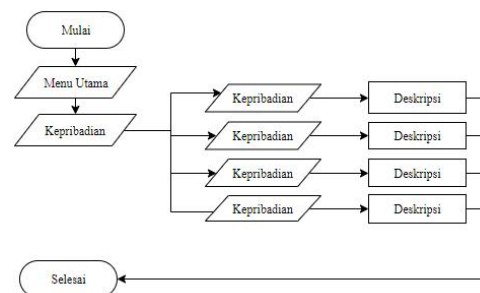 Mulai
Menu Utama
Kepribadian
Kepribadian
Deskripsi
Kepribadian
Deskripsi
Kepribadian
Deskripsi
Kepribadian
Deskripsi
Selesai